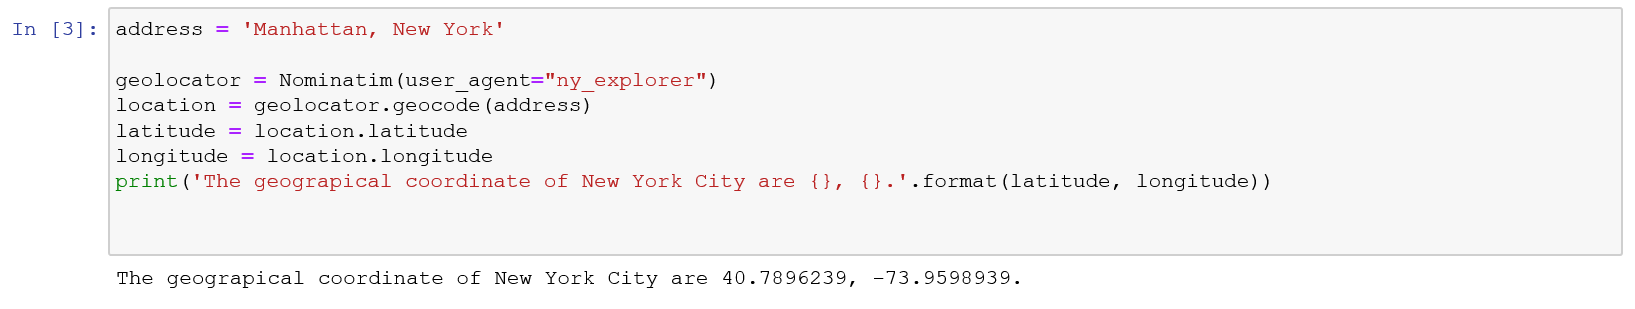 In [3]: address = 'Manhattan, New York'
geolocator = Nominatim(user_agent="ny_explorer")
location = geolocator.geocode(address)
latitude = location.latitude
longitude = location.longitude
print('The geograpical coordinate of New York City are {}, {}.'.format(latitude, longitude))
The geograpical coordinate of New York City are 40.7896239, -73.9598939.